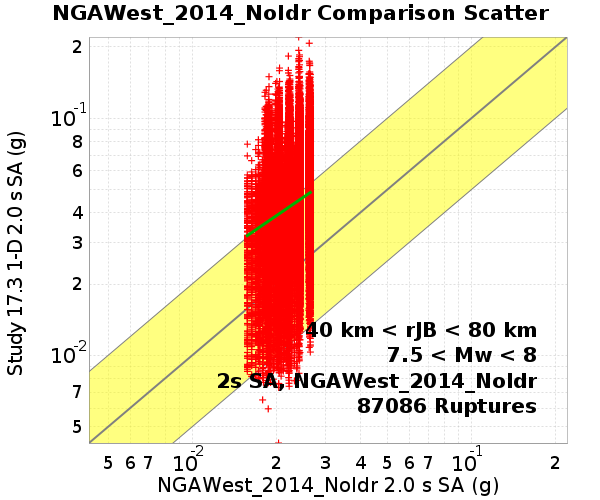 NGAWest_2014_NoIdr Comparison Scatter
Study 17.3 1-D 2.0 s SA (g)
2
10-1
8
6
4
3
2
10-2
7
5
40 km < rJB < 80 km
7.5 < Mw < 8
2s SA, NGAWest_2014_NoIdr
87086 Ruptures
5 6 7 10-2 2 3 4 5 6 7 10-1 2
NGAWest_2014_NoIdr 2.0 s SA (g)